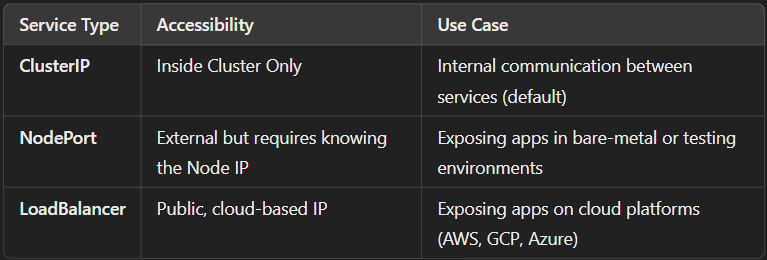 Service Type Accessibility Use Case
ClusterIP Inside Cluster Only Internal communication between
services (default)
NodePort External but requires knowing Exposing apps in bare-metal or testing
the Node IP environments
LoadBalancer Public, cloud-based IP Exposing apps on cloud platforms
(AWS, GCP, Azure)